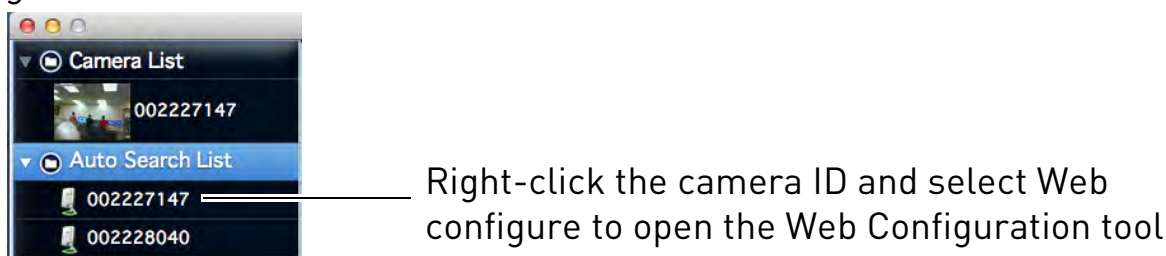 Camera List
002227147
Auto Search List
002227147
002228040
Right-click the camera ID and select Web
configure to open the Web Configuration tool